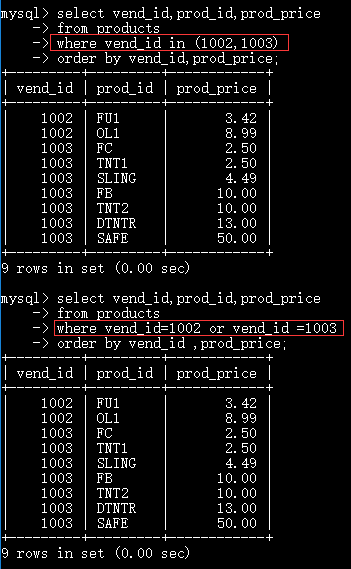 mysql> select vend_id,prod_id,prod_price
    -> from products
    -> where vend_id in (1002,1003)
    -> order by vend_id,prod_price;
+---------+---------+------------+
| vend_id | prod_id | prod_price |
+---------+---------+------------+
|    1002 | FU1     |       3.42 |
|    1002 | OL1     |       8.99 |
|    1003 | FC      |       2.50 |
|    1003 | TNT1    |       2.50 |
|    1003 | SLING   |       4.49 |
|    1003 | FB      |      10.00 |
|    1003 | TNT2    |      10.00 |
|    1003 | DTNTR   |      13.00 |
|    1003 | SAFE    |      50.00 |
+---------+---------+------------+
9 rows in set (0.00 sec)

mysql> select vend_id,prod_id,prod_price
    -> from products
    -> where vend_id=1002 or vend_id =1003
    -> order by vend_id ,prod_price;
+---------+---------+------------+
| vend_id | prod_id | prod_price |
+---------+---------+------------+
|    1002 | FU1     |       3.42 |
|    1002 | OL1     |       8.99 |
|    1003 | FC      |       2.50 |
|    1003 | TNT1    |       2.50 |
|    1003 | SLING   |       4.49 |
|    1003 | FB      |      10.00 |
|    1003 | TNT2    |      10.00 |
|    1003 | DTNTR   |      13.00 |
|    1003 | SAFE    |      50.00 |
+---------+---------+------------+
9 rows in set (0.00 sec)